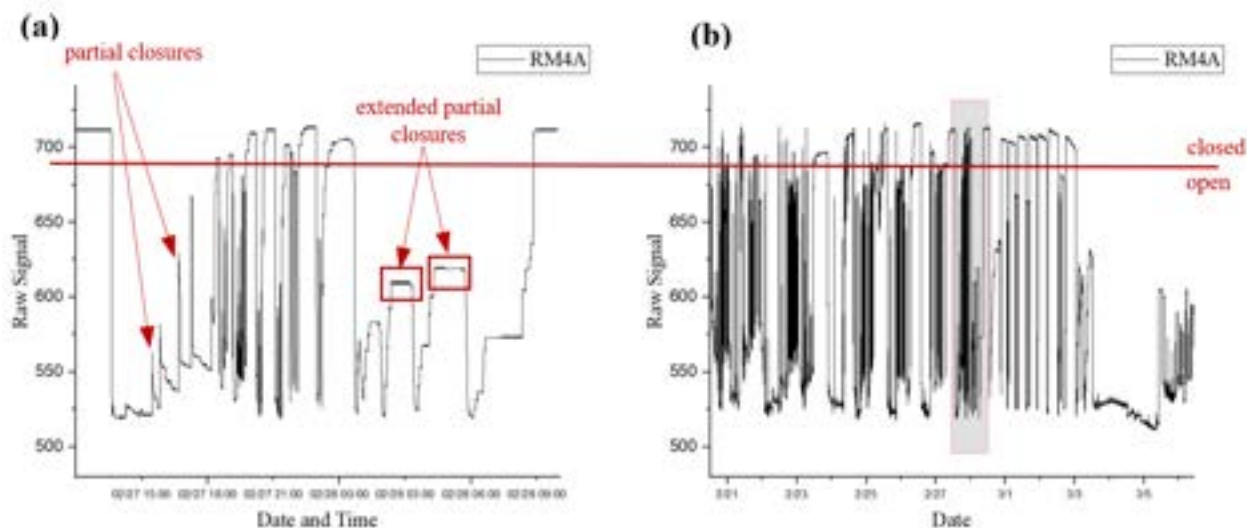 (a)
partial closures
RM4A
extended partial
closures
700
650
600
550
500
Raw Signal
02/27 15:00
02/27 18:00
02/27 21:00
02/28 00:00
02/28 03:00
02/28 06:00
02/28 09:00
Date and Time
(b)
RM4A
closed
open
700
650
600
550
500
Raw Signal
2/21
2/23
2/25
2/27
3/1
3/3
3/5
Date